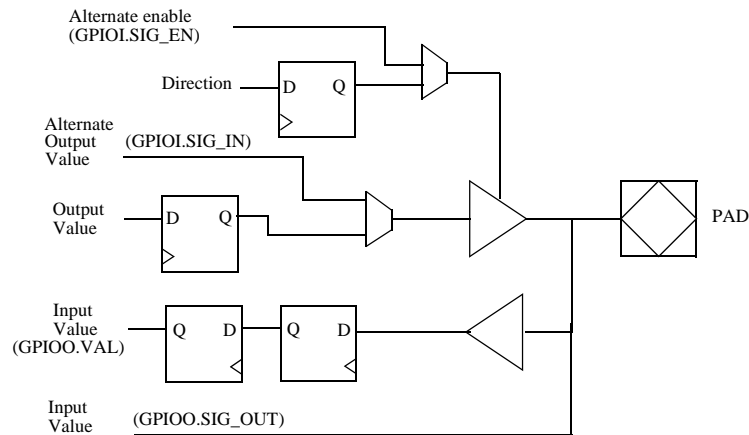 Alternate enable
(GPIOI.SIG_EN)
Direction
D Q
Alternate
Output
Value
(GPIOI.SIG_IN)
Output
Value
D Q
PAD
Input
Value
(GPIOO.VAL)
Q D
Q D
Input
Value
(GPIOO.SIG_OUT)